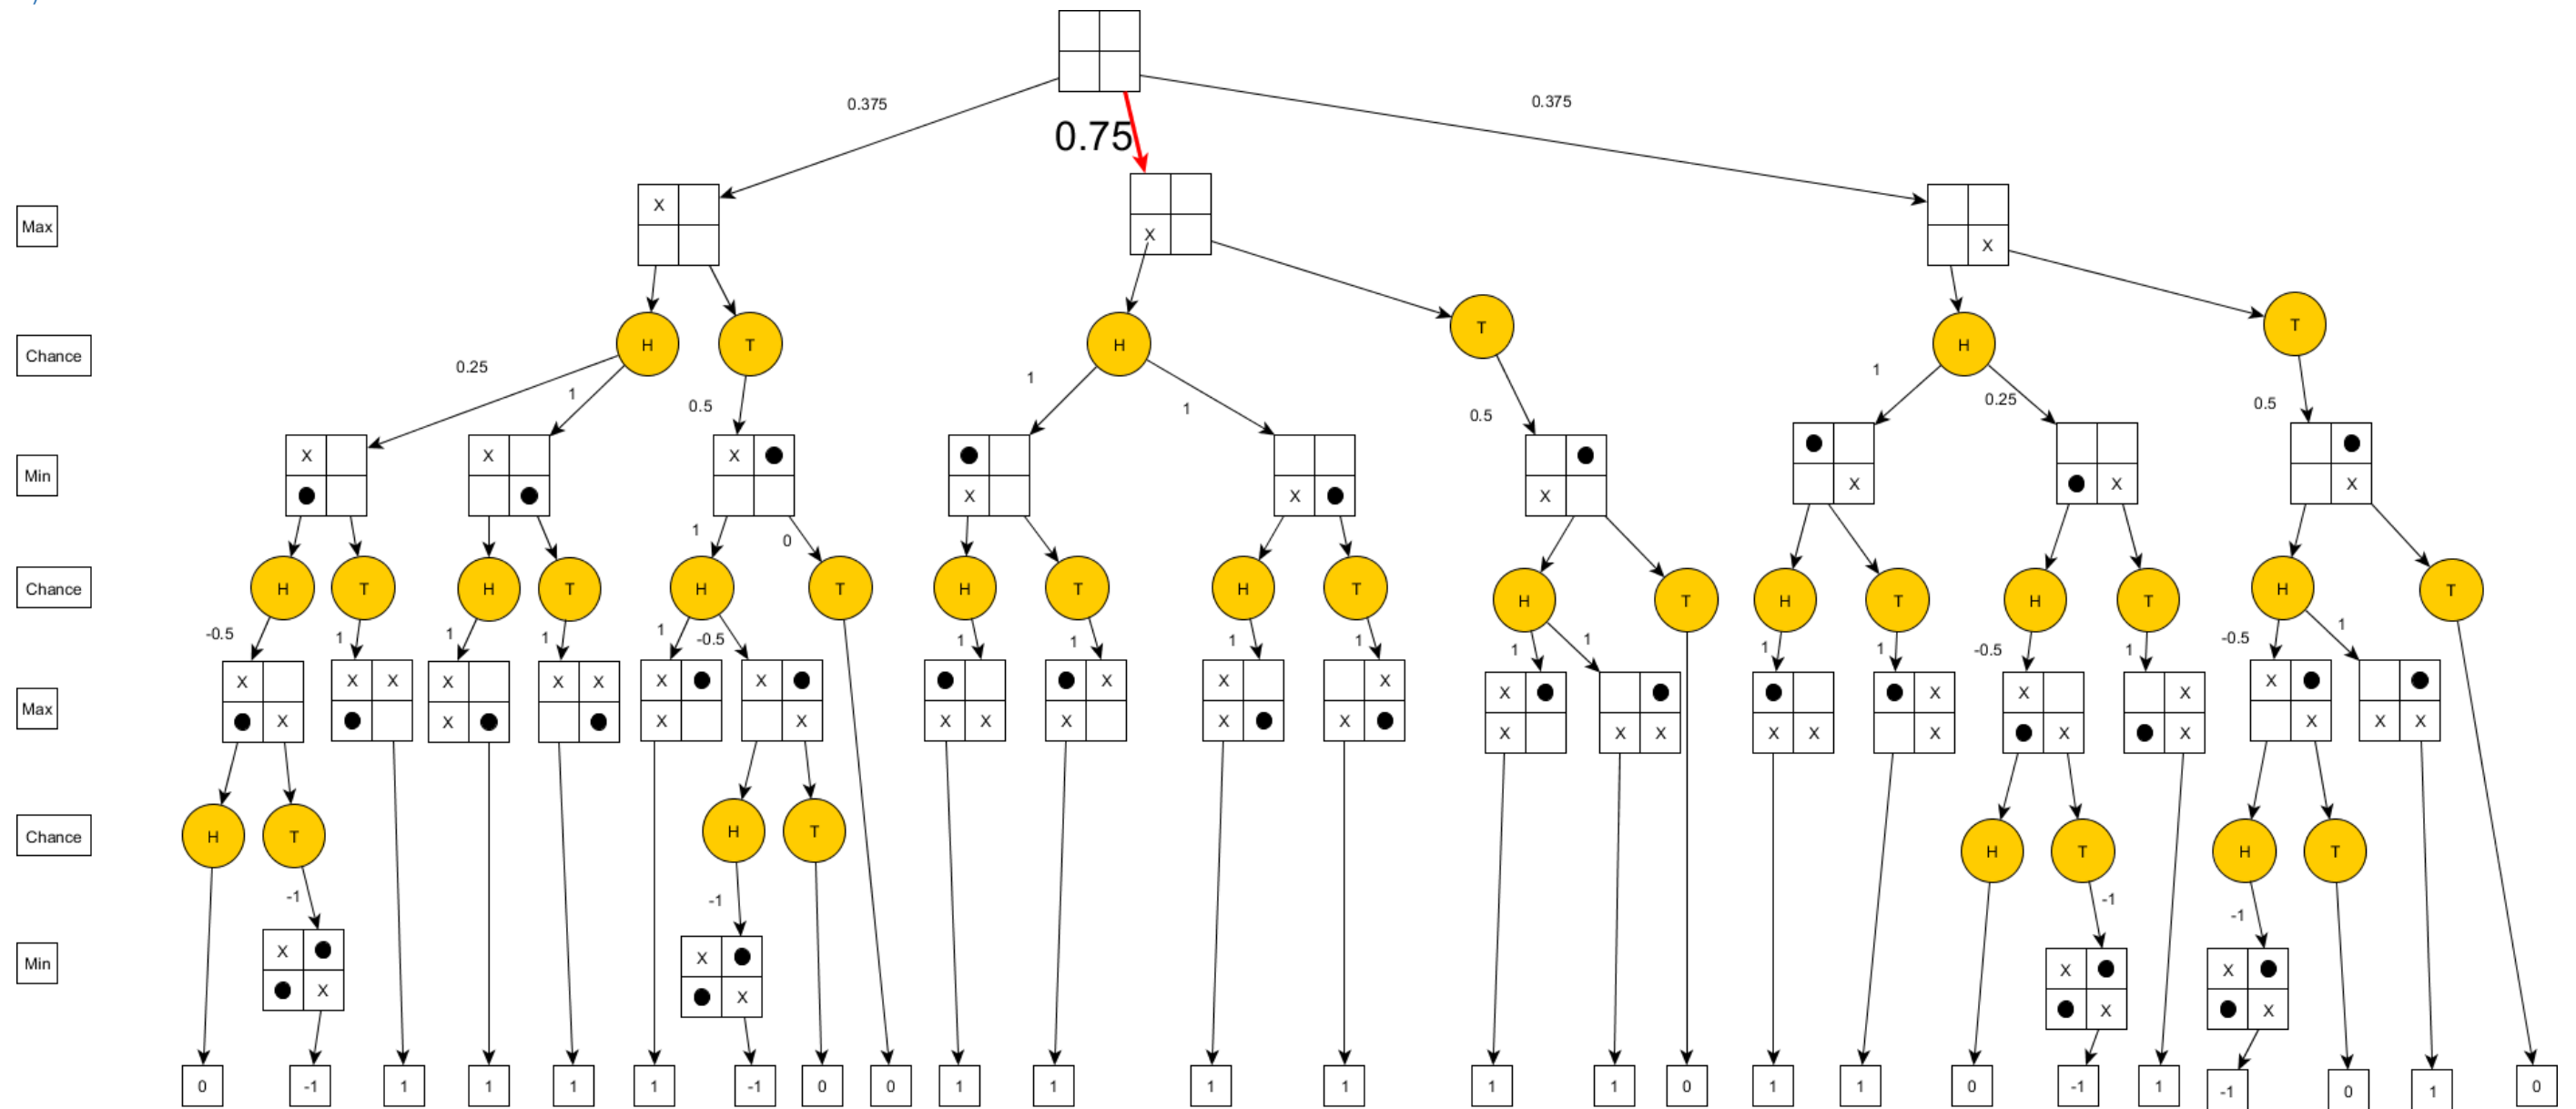 0.375 0.75 0.375
Max X X X
Chance H T H T H T
0.25 1 0.5 1 1 0.5 1 0.25 0.5
X X X X X
Min X X X X X X
1 0
Chance H T H T H T H T H T H T H T H T H T
-0.5 1 1 1 1 -0.5 1 1 1 1 1 1 1 1 -0.5 1 -0.5 1
X X X X X X X X X X X X X X X X
Max X X X X X X X X X X X X X X X X X X X X
Chance H T H T H T H T
-1 -1 -1 -1
X X X X
Min X X X X
0 -1 1 1 1 1 -1 0 0 1 1 1 1 1 1 0 1 1 0 -1 1 -1 0 1 0